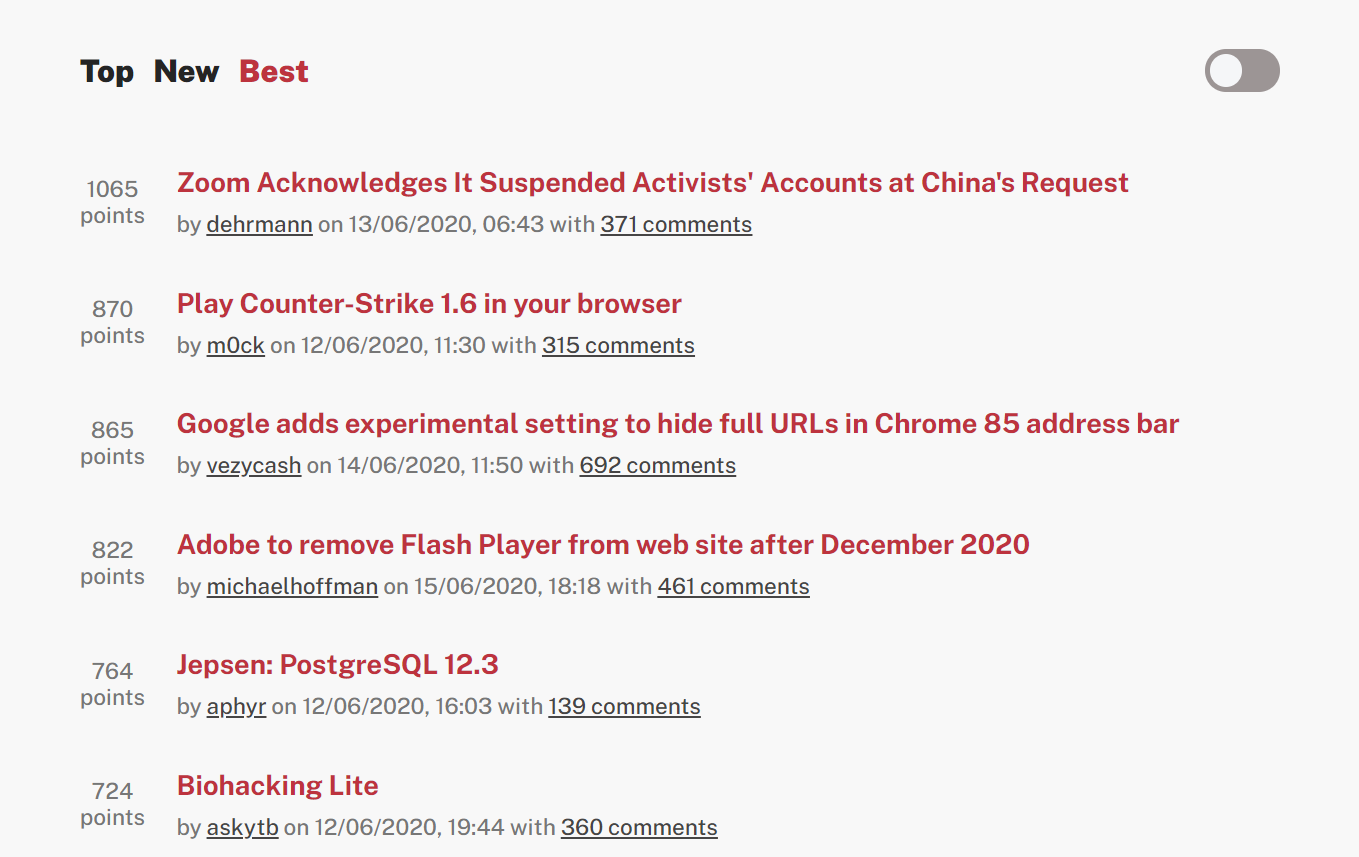 Top New Best
1065 points
Zoom Acknowledges It Suspended Activists' Accounts at China's Request
by dehrmann on 13/06/2020, 06:43 with 371 comments
870 points
Play Counter-Strike 1.6 in your browser
by m0ck on 12/06/2020, 11:30 with 315 comments
865 points
Google adds experimental setting to hide full URLs in Chrome 85 address bar
by vezycash on 14/06/2020, 11:50 with 692 comments
822 points
Adobe to remove Flash Player from web site after December 2020
by michaelhoffman on 15/06/2020, 18:18 with 461 comments
764 points
Jepsen: PostgreSQL 12.3
by aphyr on 12/06/2020, 16:03 with 139 comments
724 points
Biohacking Lite
by askytb on 12/06/2020, 19:44 with 360 comments